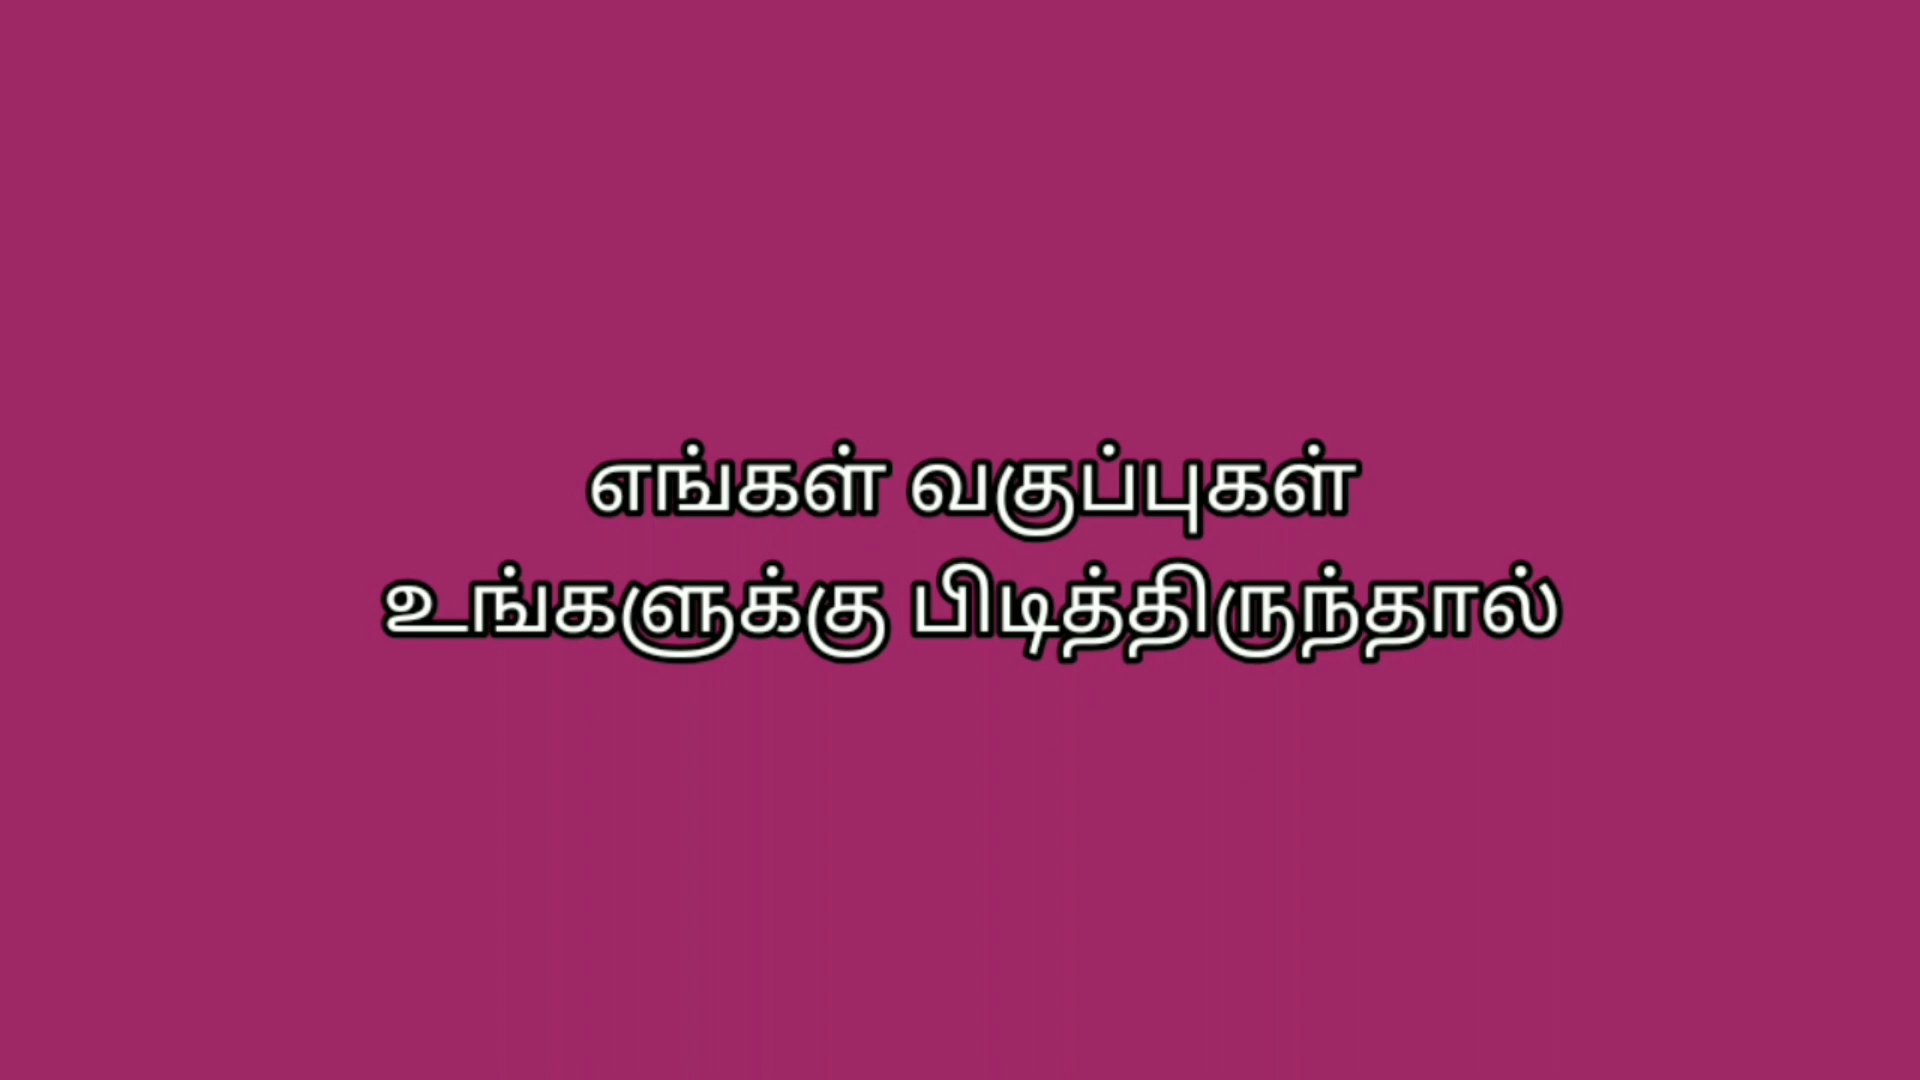 எங்கள் வகுப்புகள்
உங்களுக்கு பிடித்திருந்தால்